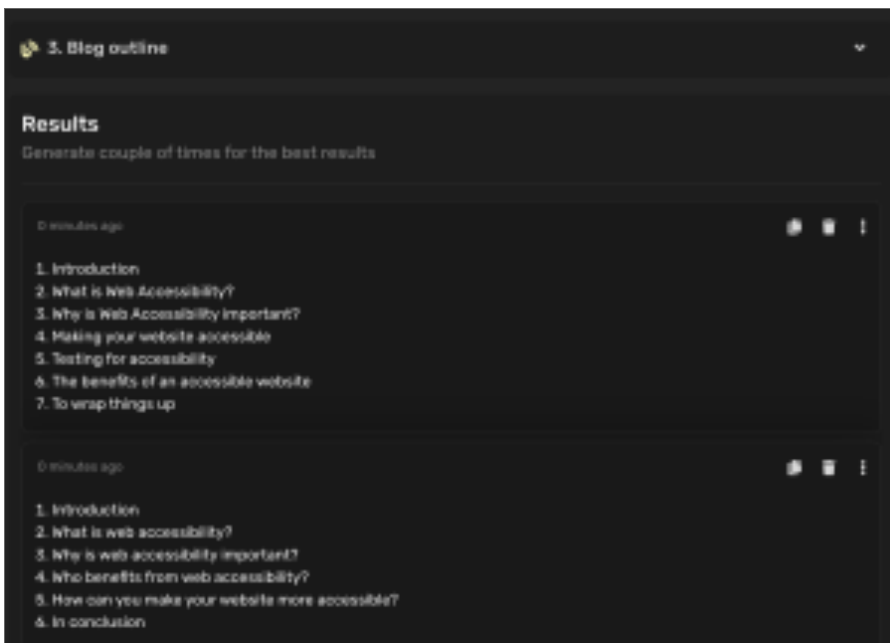 3. Blog outline
Results
Generate couple of times for the best results
0 minutes ago
1. Introduction
2. What is Web Accessibility?
3. Why is Web Accessibility important?
4. Making your website accessible
5. Testing for accessibility
6. The benefits of an accessible website
7. To wrap things up
0 minutes ago
1. Introduction
2. What is web accessibility?
3. Why is web accessibility important?
4. Who benefits from web accessibility?
5. How can you make your website more accessible?
6. In conclusion